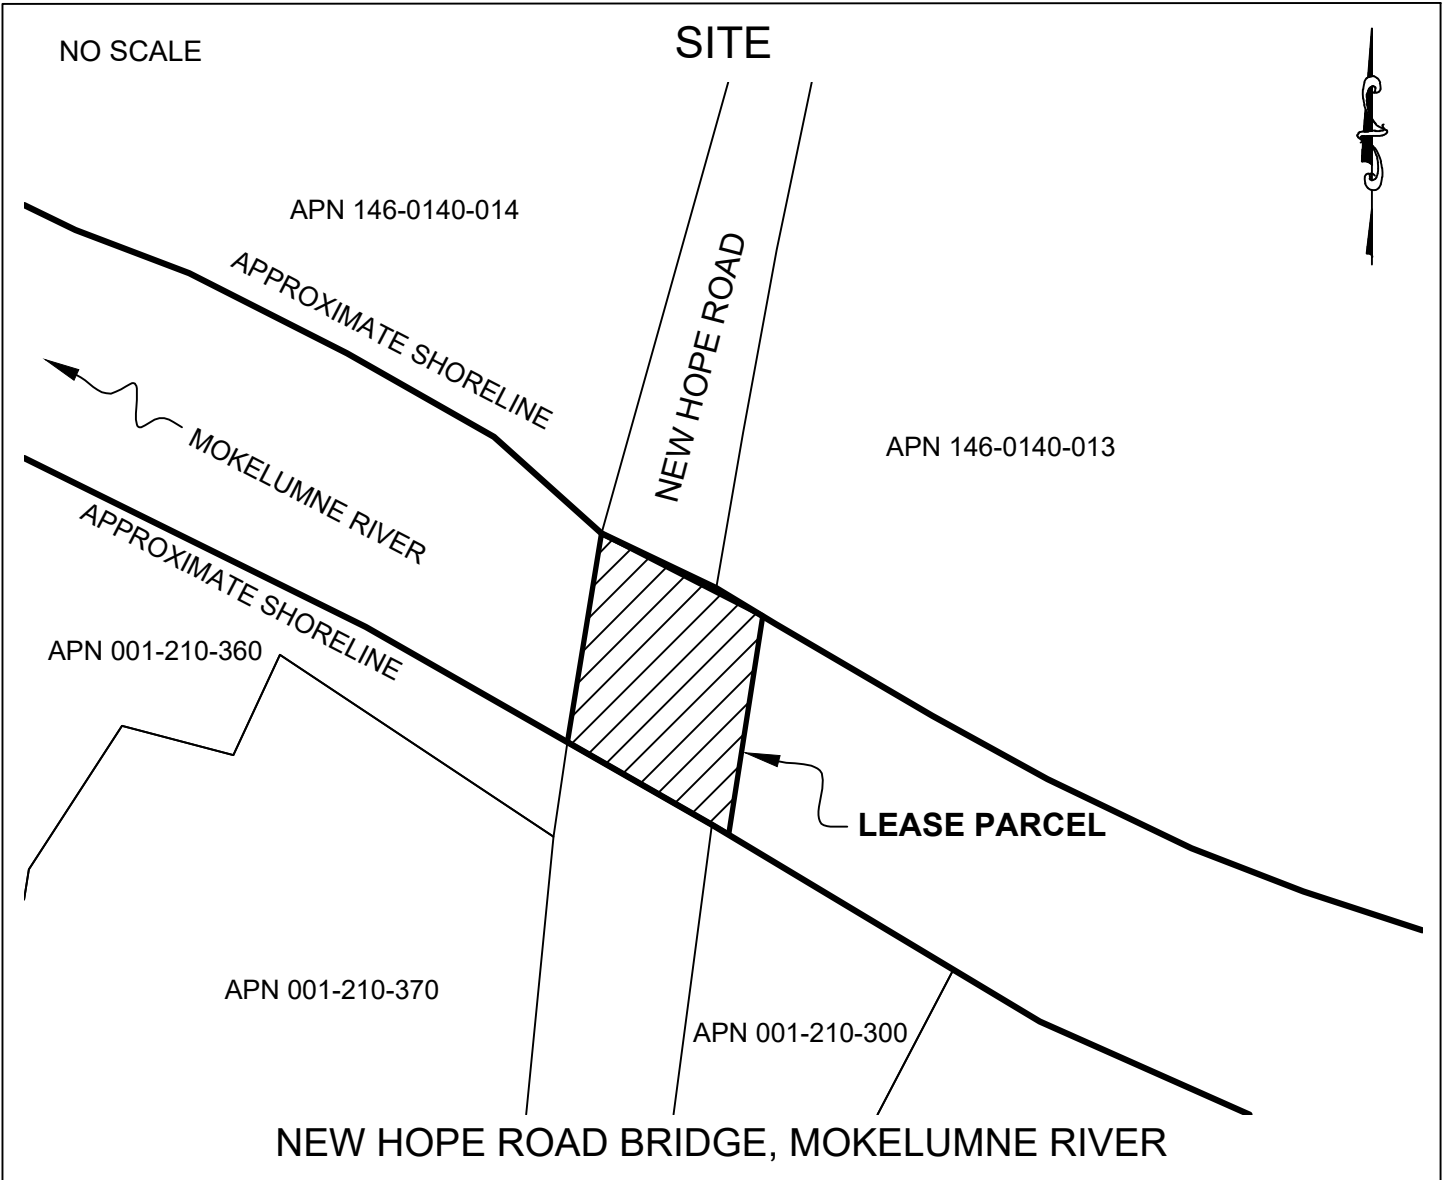 NO SCALE
SITE
APN 146-0140-014
APPROXIMATE SHORELINE
NEW HOPE ROAD
APN 146-0140-013
MOKELUMNE RIVER
APPROXIMATE SHORELINE
APN 001-210-360
LEASE PARCEL
APN 001-210-370
APN 001-210-300
NEW HOPE ROAD BRIDGE, MOKELUMNE RIVER